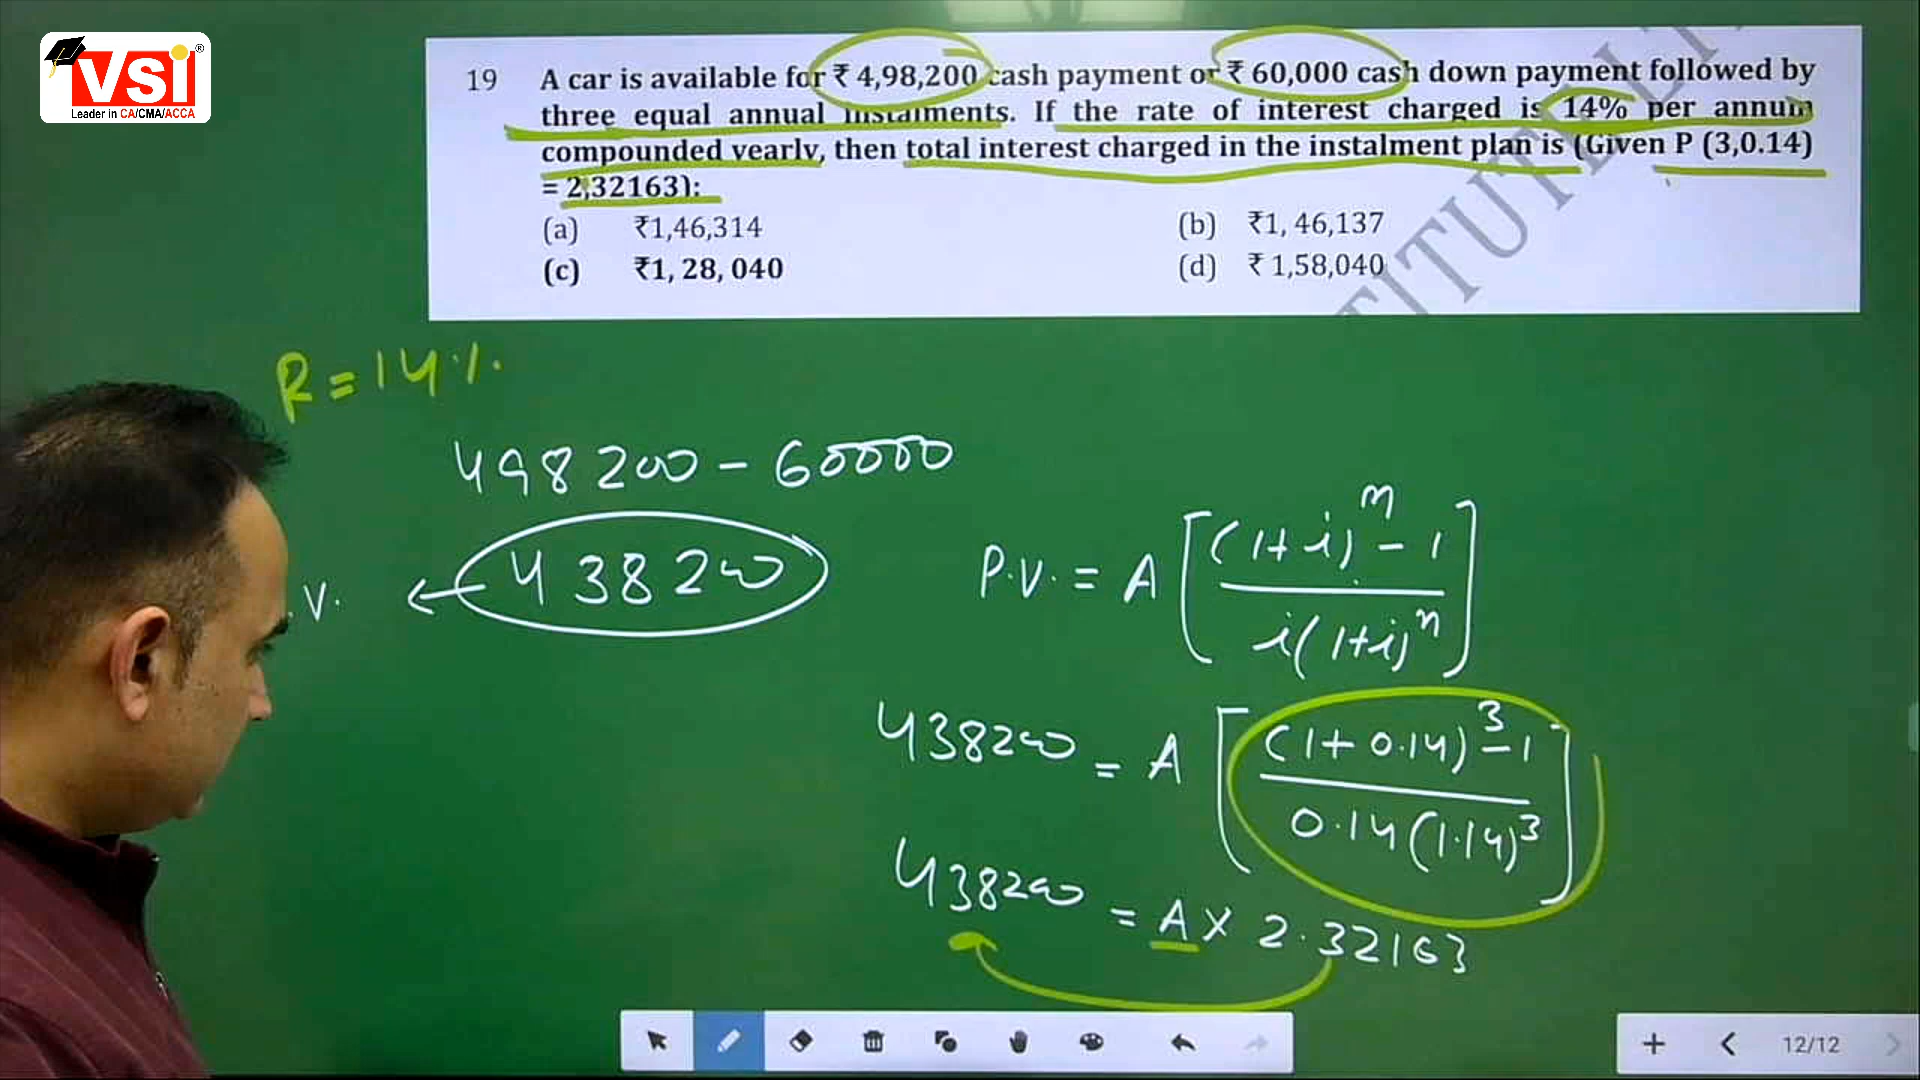 VSI®
Leader in CA/CMA/ACCA
19 A car is available for ₹ 4,98,200 cash payment or ₹ 60,000 cash down payment followed by
three equal annual instalments. If the rate of interest charged is 14% per annum
compounded yearly, then total interest charged in the instalment plan is (Given P (3,0.14)
= 2.32163):
(a) ₹1,46,314 (b) ₹1, 46,137
(c) ₹1, 28, 040 (d) ₹ 1,58,040
TITUTE LT
R = 14%
498200 - 60000
.V. ← 438200
P.V. = A [ (1+i)^n - 1 / i(1+i)^n ]
438200 = A [ (1+0.14)^3 - 1 / 0.14(1.14)^3 ]
438200 = A x 2.32163
12/12